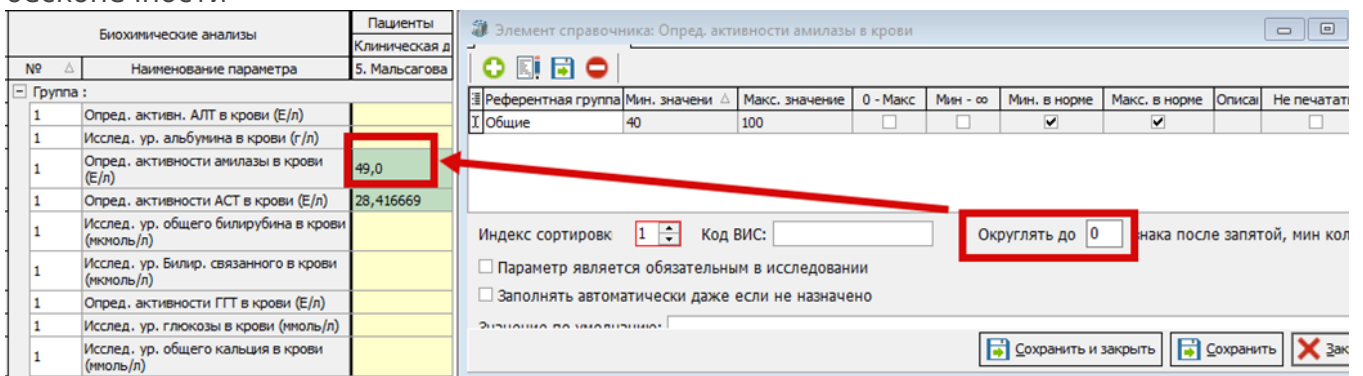 Биохимические анализы
Пациенты
Клиническая д
№
Наименование параметра
5. Мальсагова
Группа :
1 Опред. активн. АЛТ в крови (Е/л)
1 Исслед. ур. альбумина в крови (г/л)
1 Опред. активности амилазы в крови
(Е/л)
49,0
1 Опред. активности АСТ в крови (Е/л) 28,416669
1 Исслед. ур. общего билирубина в крови
(мкмоль/л)
1 Исслед. ур. Билир. связанного в крови
(мкмоль/л)
1 Опред. активности ГГТ в крови (Е/л)
1 Исслед. ур. глюкозы в крови (ммоль/л)
1 Исслед. ур. общего кальция в крови
(ммоль/л)
Элемент справочника: Опред. активности амилазы в крови
Референтная группа Мин. значени Макс. значение 0 - Макс Мин - ∞ Мин. в норме Макс. в норме Описан Не печатат
Общие 40 100
Индекс сортировк 1 Код ВИС: Округлять до 0 знака после запятой, мин кол
Параметр является обязательным в исследовании
Заполнять автоматически даже если не назначено
Сохранить и закрыть Сохранить Зак